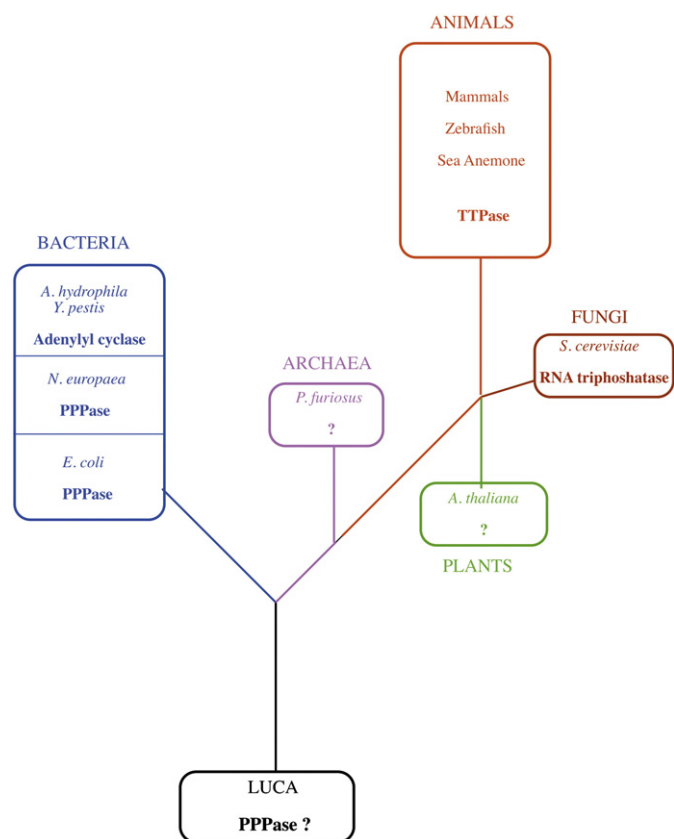 ANIMALS
Mammals
Zebrafish
Sea Anemone
TTPase
BACTERIA
A. hydrophila
Y. pestis
Adenylyl cyclase
N. europaea
PPPase
E. coli
PPPase
ARCHAEA
P. furiosus
?
FUNGI
S. cerevisiae
RNA triphoshatase
A. thaliana
?
PLANTS
LUCA
PPPase ?